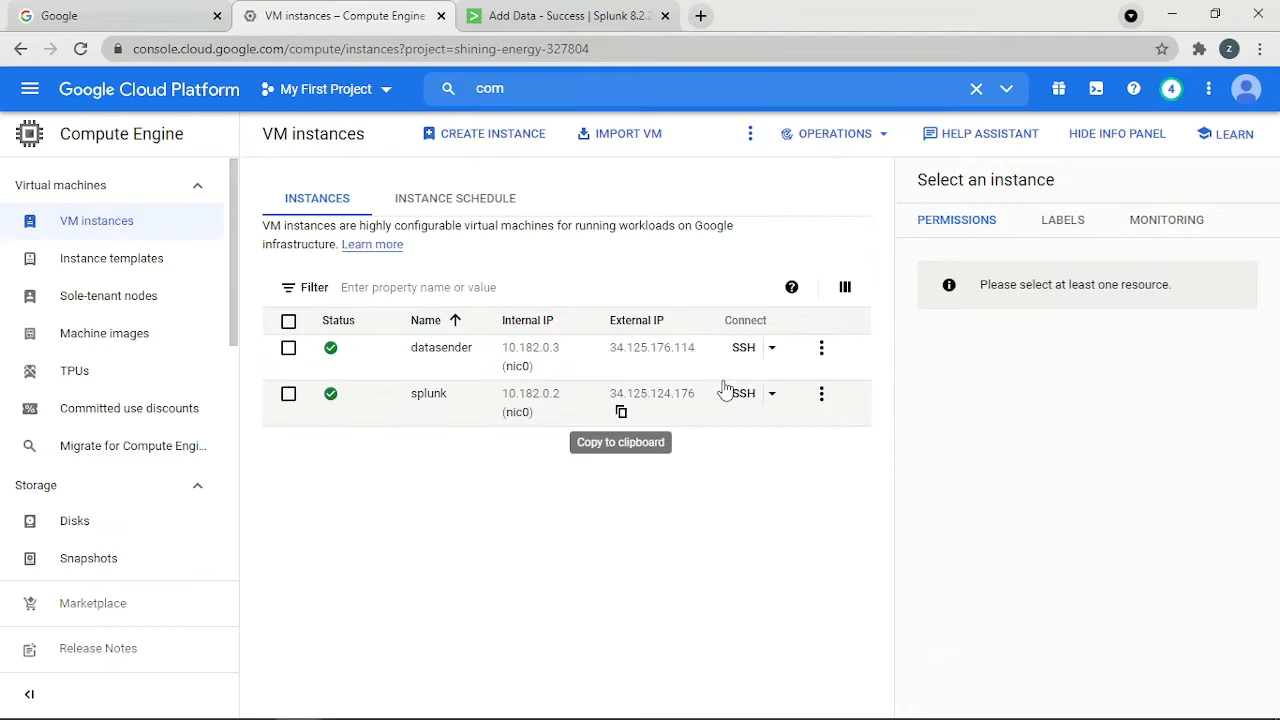 Google
VM instances – Compute Engine
Add Data - Success | Splunk 8.2.2
console.cloud.google.com/compute/instances?project=shining-energy-327804
z
Google Cloud Platform
My First Project
com
4
Compute Engine
VM instances
CREATE INSTANCE
IMPORT VM
OPERATIONS
HELP ASSISTANT
HIDE INFO PANEL
LEARN
Virtual machines
VM instances
Instance templates
Sole-tenant nodes
Machine images
TPUs
Committed use discounts
Migrate for Compute Engi...
Storage
Disks
Snapshots
Marketplace
Release Notes
INSTANCES
INSTANCE SCHEDULE
VM instances are highly configurable virtual machines for running workloads on Google
infrastructure. Learn more
Filter Enter property name or value
Status Name Internal IP External IP Connect
datasender 10.182.0.3 34.125.176.114 SSH
(nic0)
splunk 10.182.0.2 34.125.124.176 SSH
(nic0)
Copy to clipboard
Select an instance
PERMISSIONS LABELS MONITORING
Please select at least one resource.